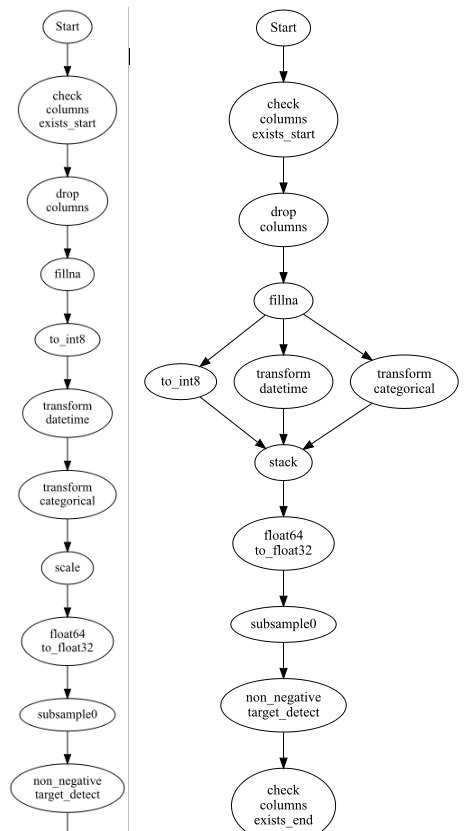 Start
check
columns
exists_start
drop
columns
fillna
to_int8
transform
datetime
transform
categorical
scale
float64
to_float32
subsample0
non_negative
target_detect
Start
check
columns
exists_start
drop
columns
fillna
to_int8
transform
datetime
transform
categorical
stack
float64
to_float32
subsample0
non_negative
target_detect
check
columns
exists_end